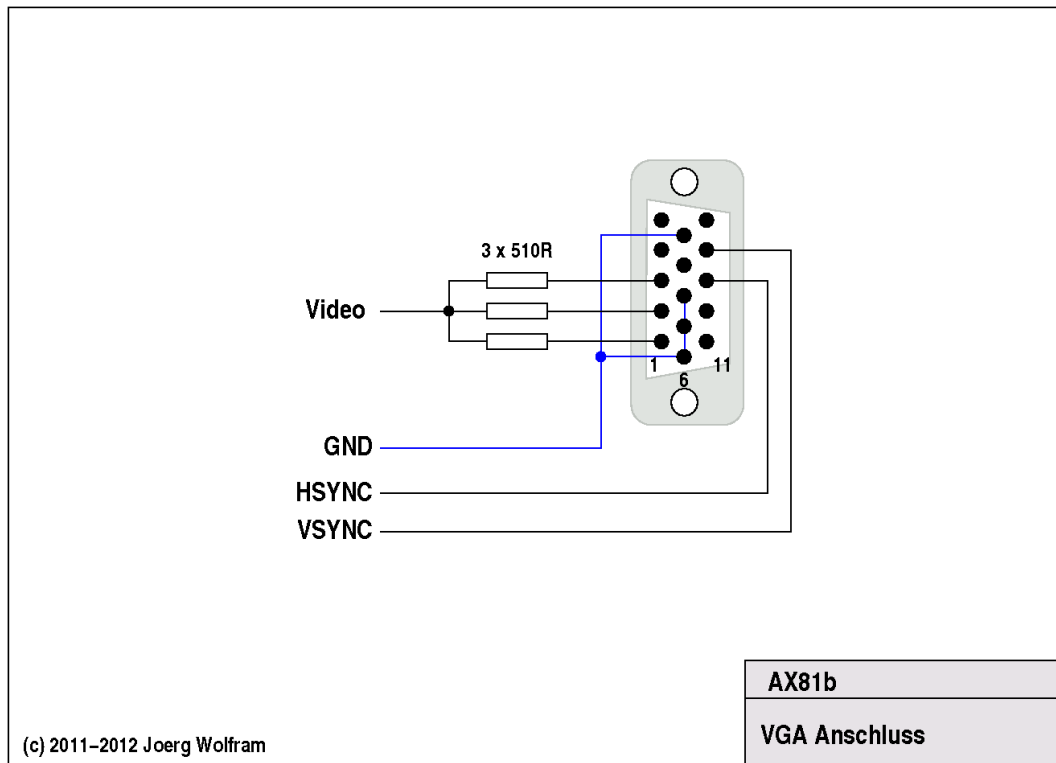 3 x 510R
Video
1
6
11
GND
HSYNC
VSYNC
AX81b
VGA Anschluss
(c) 2011–2012 Joerg Wolfram